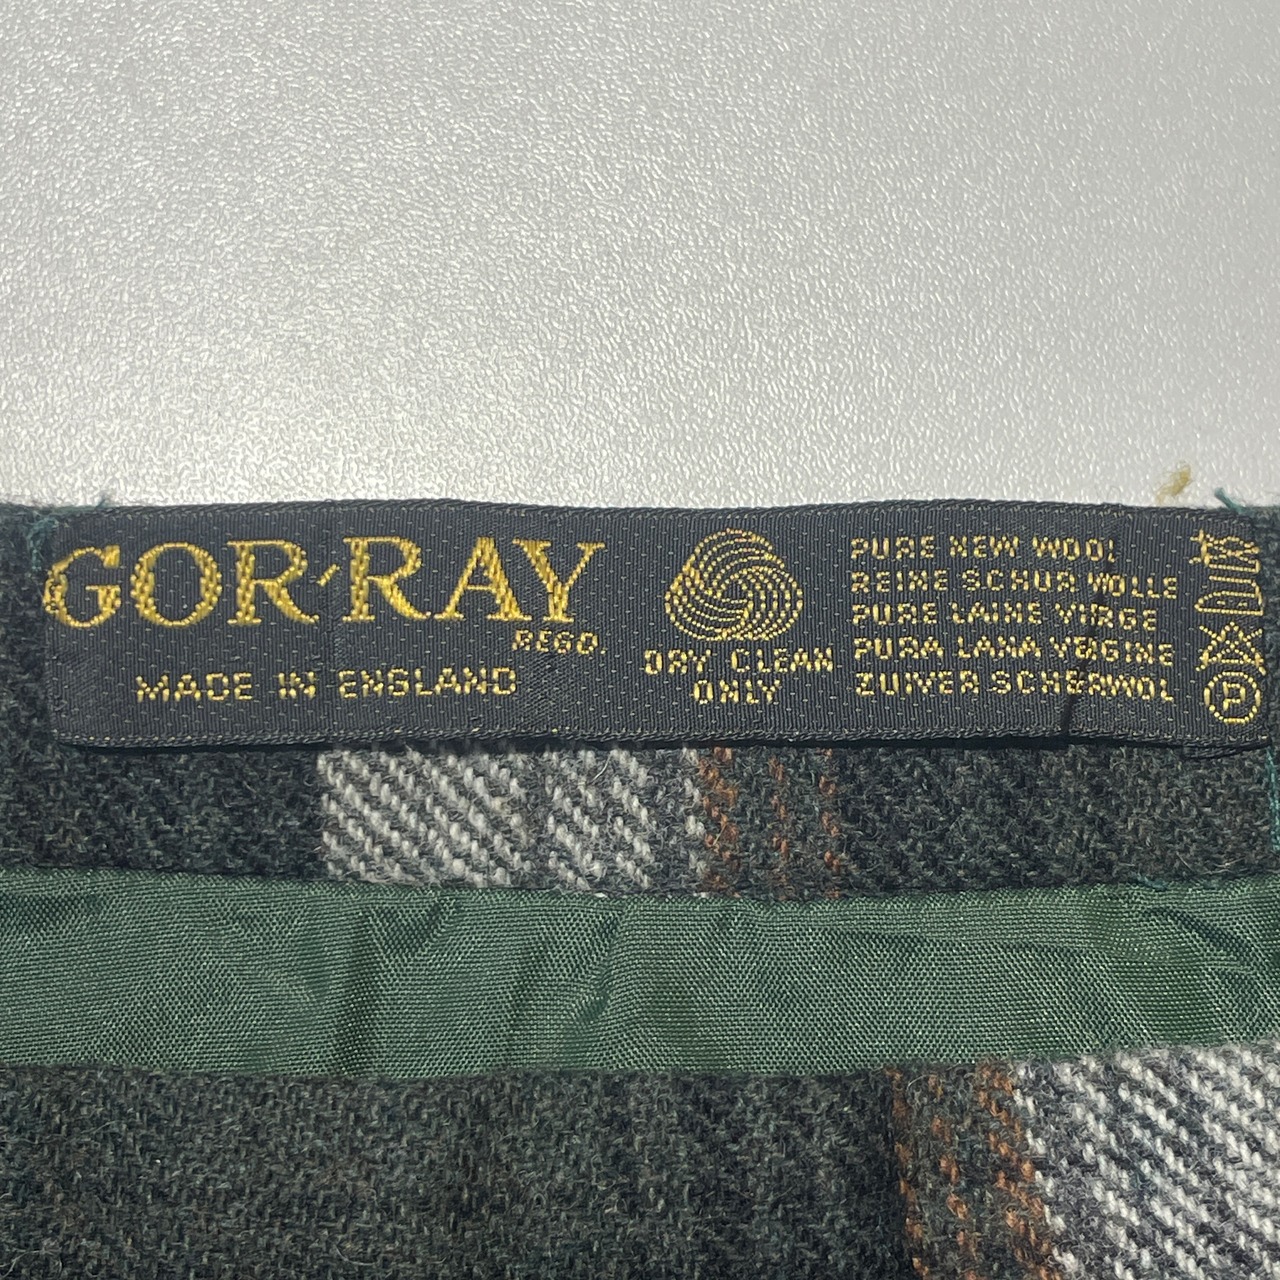 GOR'RAY
REGD.
MADE IN ENGLAND
DRY CLEAN
ONLY
PURE NEW WOOL
REINE SCHURWOLLE
PURE LAINE VIRGE
PURA LANA VERGINE
ZUIVER SCHEERWOL
P